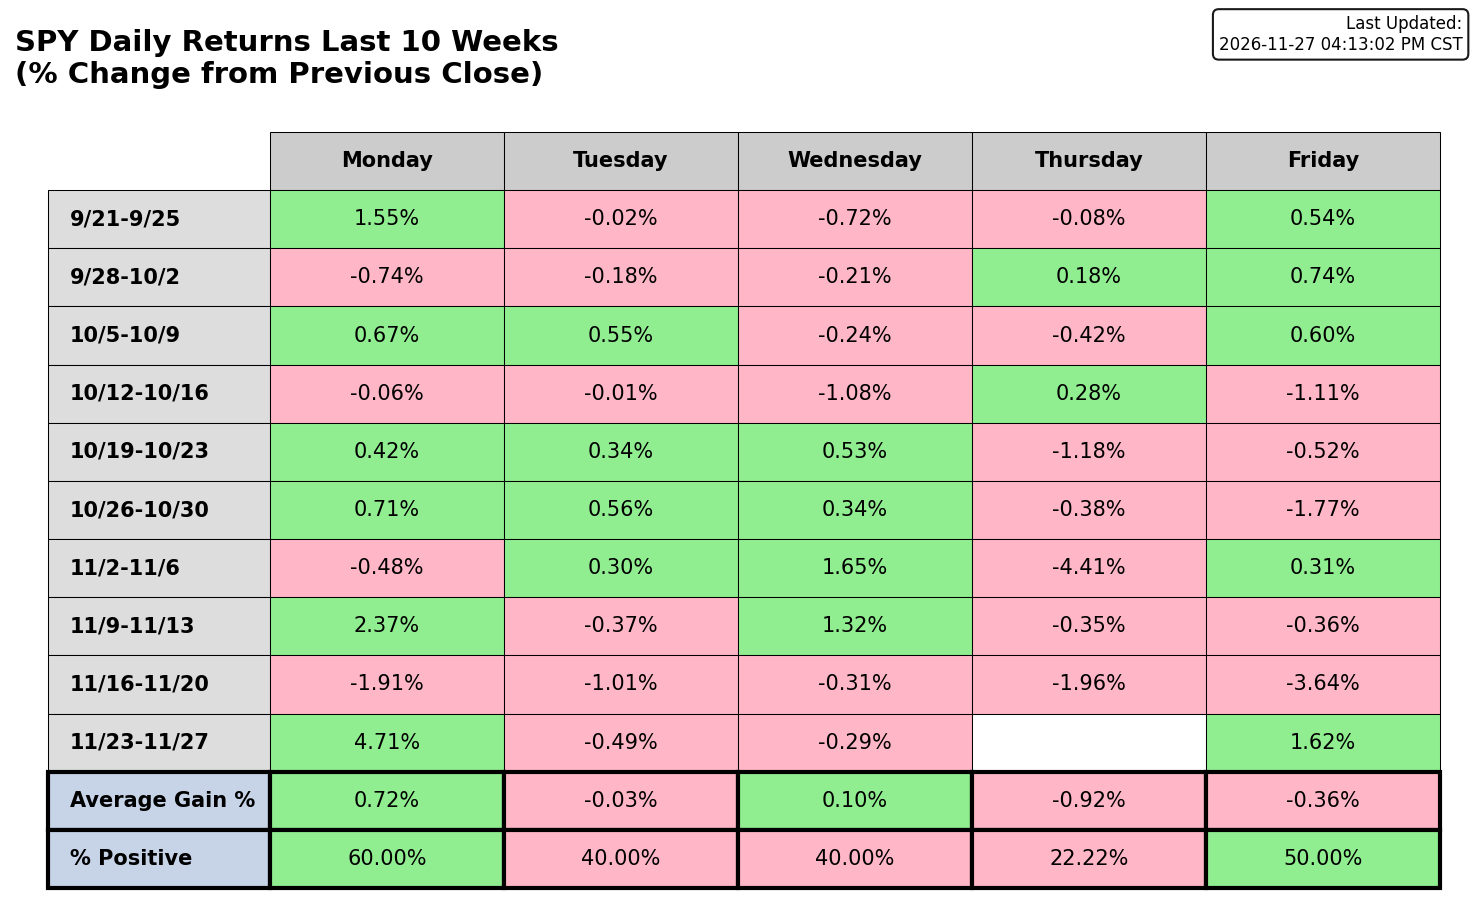 SPY Daily Returns Last 10 Weeks
(% Change from Previous Close)
Last Updated:
2026-11-27 04:13:02 PM CST
Monday Tuesday Wednesday Thursday Friday
9/21-9/25 1.55% -0.02% -0.72% -0.08% 0.54%
9/28-10/2 -0.74% -0.18% -0.21% 0.18% 0.74%
10/5-10/9 0.67% 0.55% -0.24% -0.42% 0.60%
10/12-10/16 -0.06% -0.01% -1.08% 0.28% -1.11%
10/19-10/23 0.42% 0.34% 0.53% -1.18% -0.52%
10/26-10/30 0.71% 0.56% 0.34% -0.38% -1.77%
11/2-11/6 -0.48% 0.30% 1.65% -4.41% 0.31%
11/9-11/13 2.37% -0.37% 1.32% -0.35% -0.36%
11/16-11/20 -1.91% -1.01% -0.31% -1.96% -3.64%
11/23-11/27 4.71% -0.49% -0.29% 1.62%
Average Gain % 0.72% -0.03% 0.10% -0.92% -0.36%
% Positive 60.00% 40.00% 40.00% 22.22% 50.00%